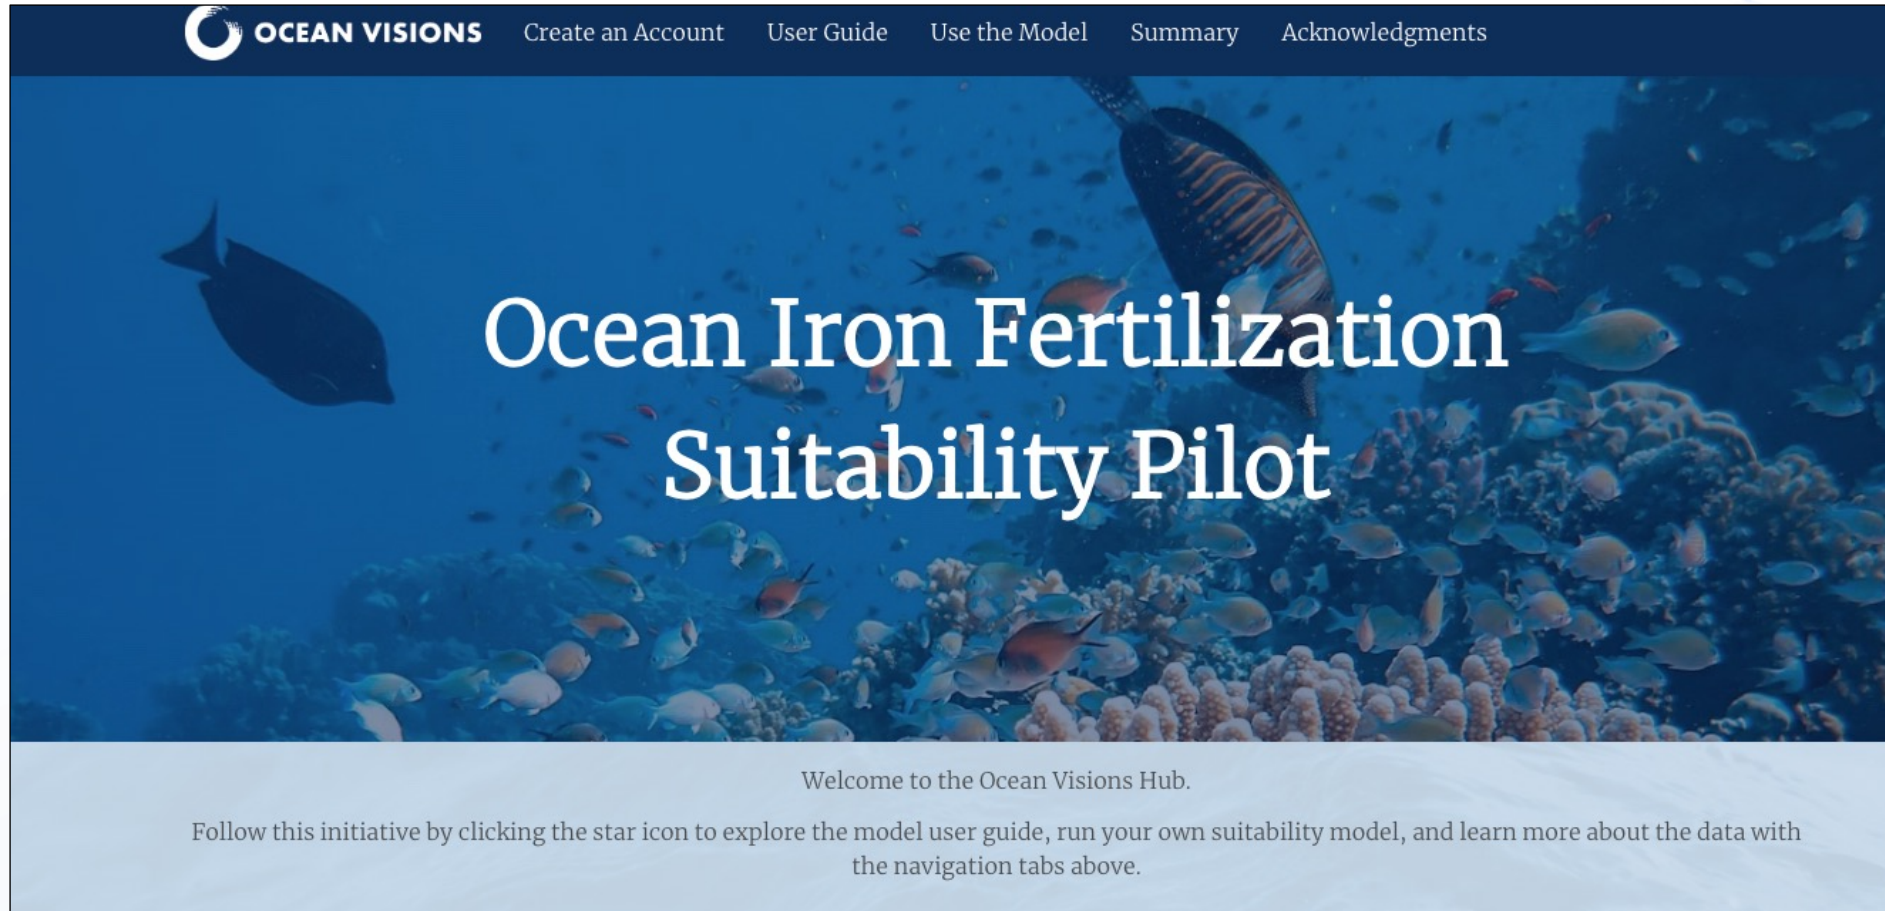 OCEAN VISIONS Create an Account User Guide Use the Model Summary Acknowledgments
Ocean Iron Fertilization
Suitability Pilot
Welcome to the Ocean Visions Hub.
Follow this initiative by clicking the star icon to explore the model user guide, run your own suitability model, and learn more about the data with
the navigation tabs above.